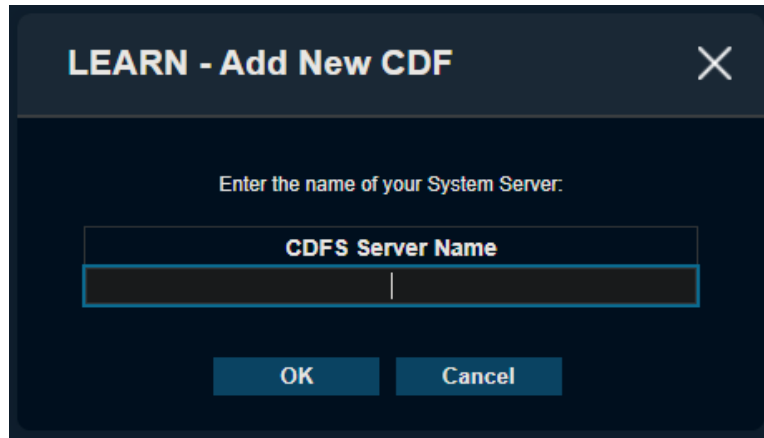 LEARN - Add New CDF
Enter the name of your System Server:
CDFS Server Name
OK
Cancel